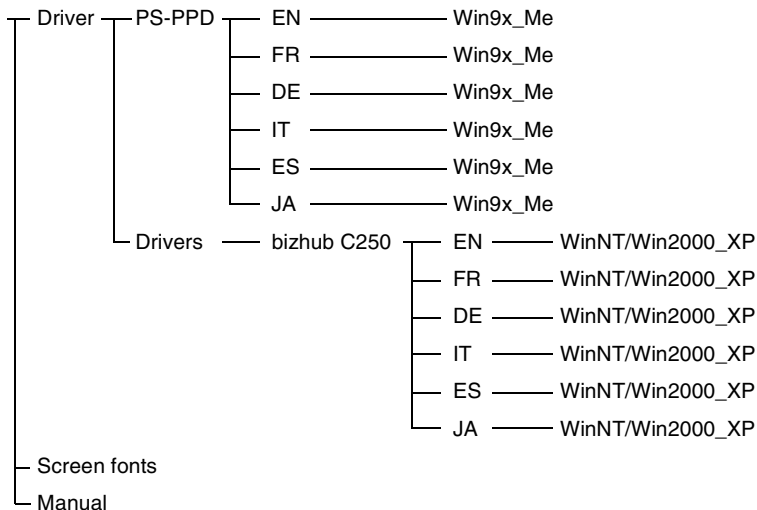 Driver PS-PPD EN Win9x_Me
FR Win9x_Me
DE Win9x_Me
IT Win9x_Me
ES Win9x_Me
JA Win9x_Me
Drivers bizhub C250 EN WinNT/Win2000_XP
FR WinNT/Win2000_XP
DE WinNT/Win2000_XP
IT WinNT/Win2000_XP
ES WinNT/Win2000_XP
JA WinNT/Win2000_XP
Screen fonts
Manual